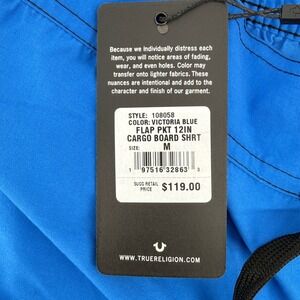 Because we individually distress each
item, you will notice areas of fading,
wear, and even holes. Color may
transfer onto lighter fabrics. These
nuances are intentional and add to the
character and finish of our garment.
STYLE: 108058
COLOR: VICTORIA BLUE
FLAP PKT 12IN
CARGO BOARD SHRT
SIZE: M
1 97516 32863 3
SUGG RETAIL
PRICE $119.00
WWW.TRUERELIGION.COM